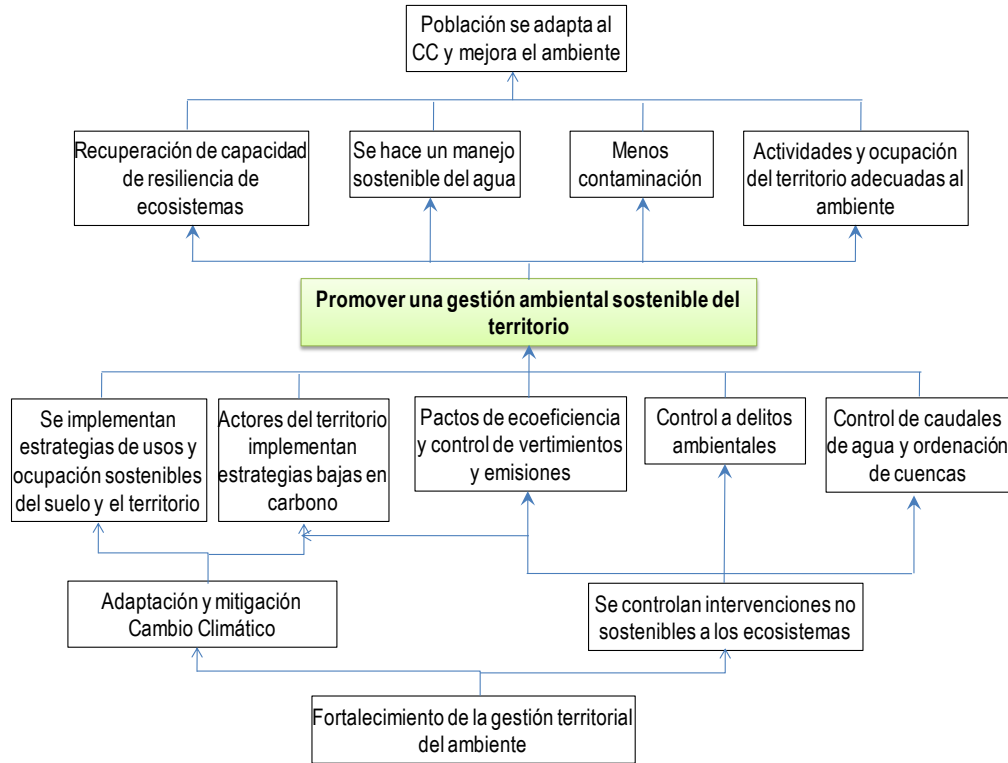 Población se adapta al
CC y mejora el ambiente
Recuperación de capacidad
de resiliencia de
ecosistemas
Se hace un manejo
sostenible del agua
Menos
contaminación
Actividades y ocupación
del territorio adecuadas al
ambiente
Promover una gestión ambiental sostenible del
territorio
Se implementan
estrategias de usos y
ocupación sostenibles
del suelo y el territorio
Actores del territorio
implementan
estrategias bajas en
carbono
Pactos de ecoeficiencia
y control de vertimientos
y emisiones
Control a delitos
ambientales
Control de caudales
de agua y ordenación
de cuencas
Adaptación y mitigación
Cambio Climático
Se controlan intervenciones no
sostenibles a los ecosistemas
Fortalecimiento de la gestión territorial
del ambiente